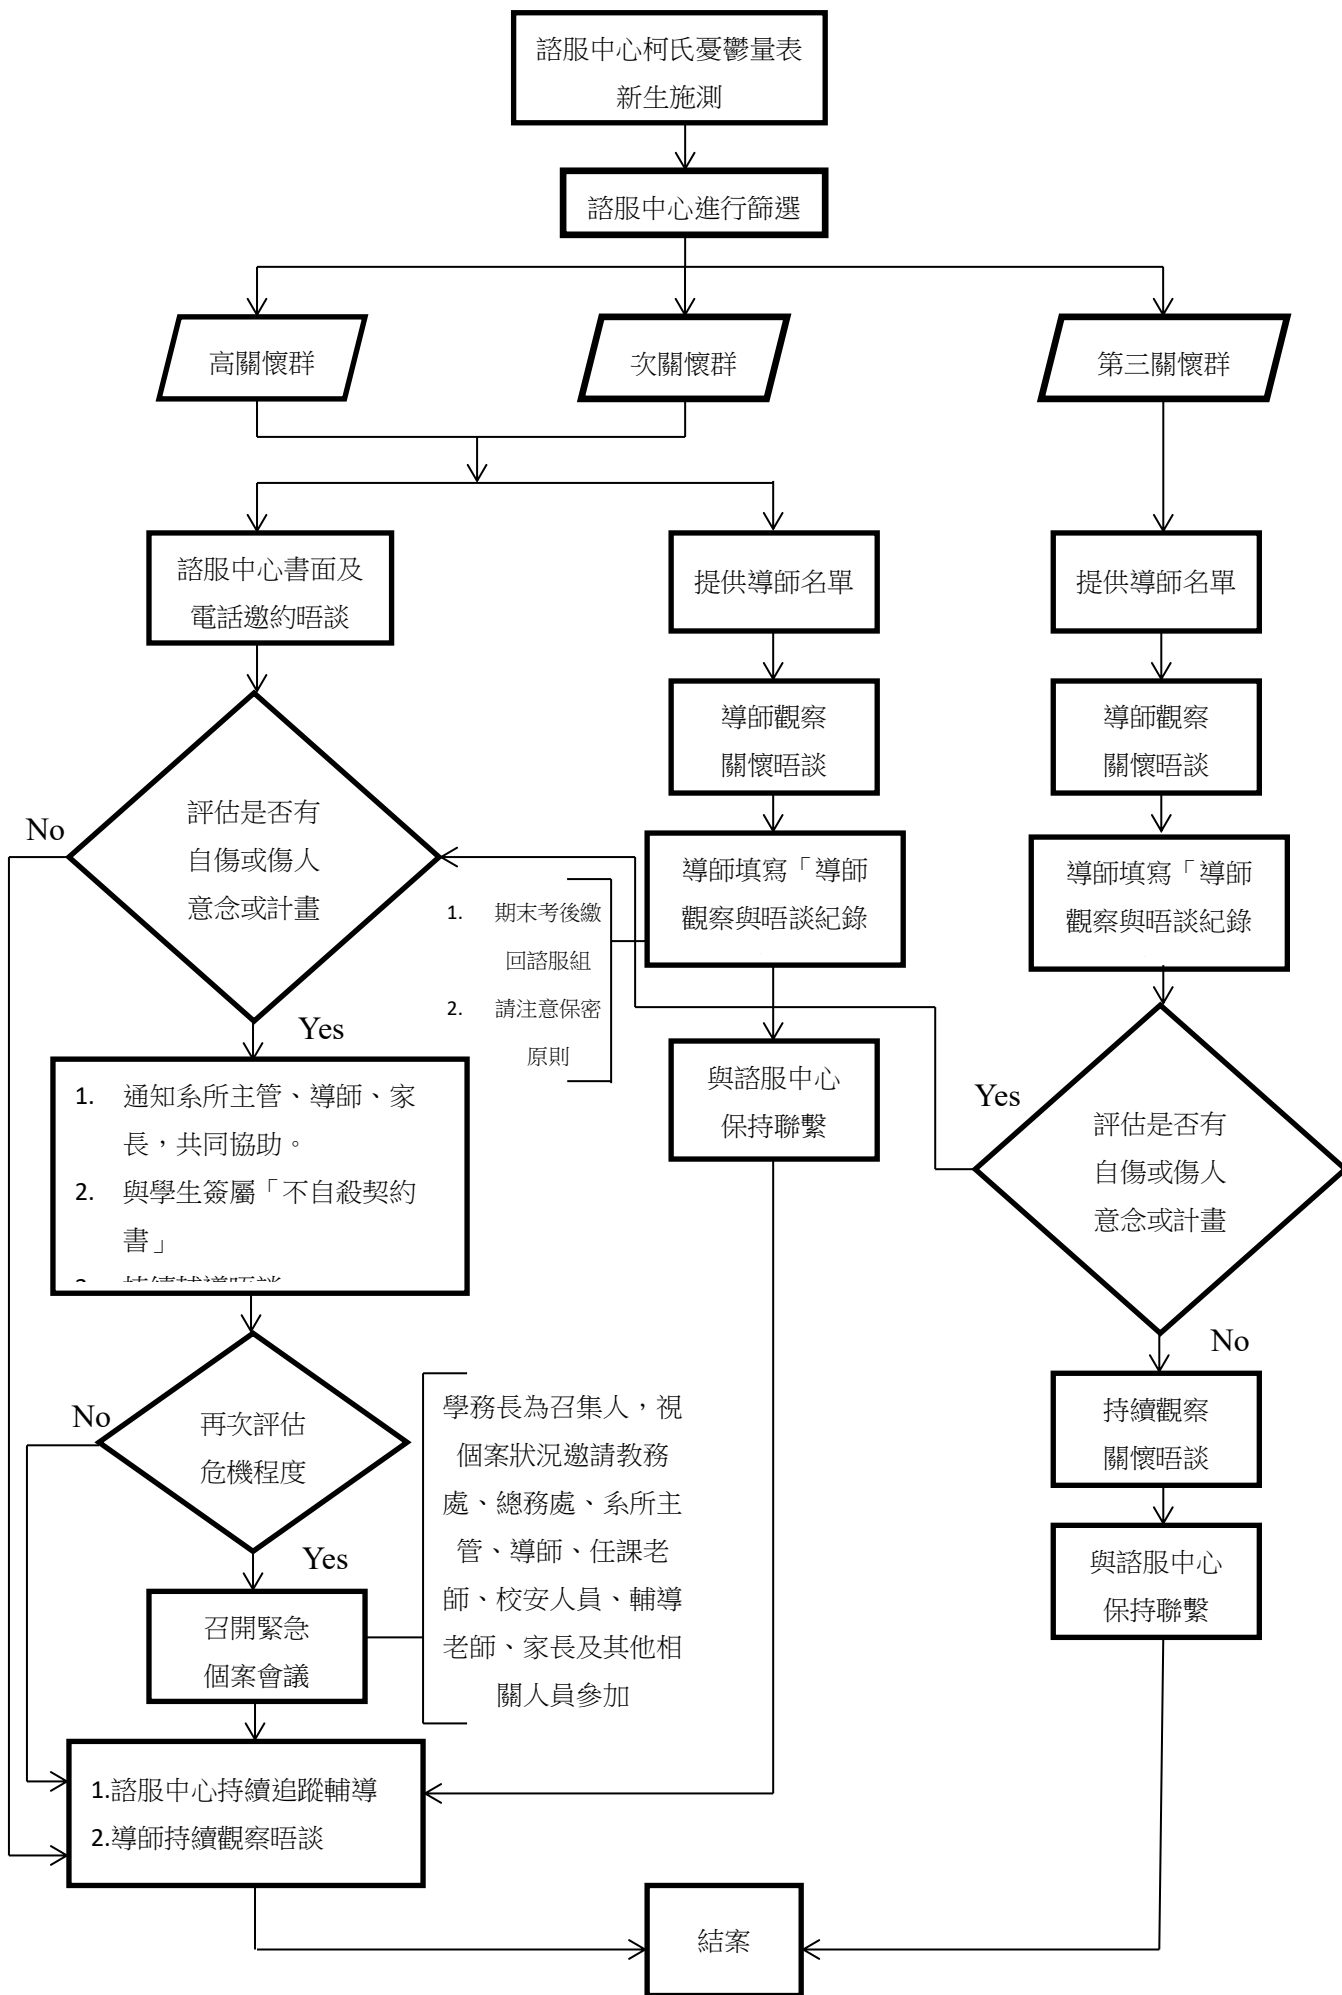 諮服中心柯氏憂鬱量表
新生施測
諮服中心進行篩選
高關懷群
次關懷群
第三關懷群
諮服中心書面及
電話邀約晤談
提供導師名單
提供導師名單
導師觀察
關懷晤談
導師觀察
關懷晤談
No
評估是否有
自傷或傷人
意念或計畫
導師填寫「導師
觀察與晤談紀錄
導師填寫「導師
觀察與晤談紀錄
1. 期末考後繳
回諮服組
2. 請注意保密
原則
Yes
與諮服中心
保持聯繫
Yes
評估是否有
自傷或傷人
意念或計畫
1. 通知系所主管、導師、家
長，共同協助。
2. 與學生簽屬「不自殺契約
書」
No
No
再次評估
危機程度
學務長為召集人，視
個案狀況邀請教務
處、總務處、系所主
管、導師、任課老
師、校安人員、輔導
老師、家長及其他相
關人員參加
持續觀察
關懷晤談
Yes
召開緊急
個案會議
與諮服中心
保持聯繫
1.諮服中心持續追蹤輔導
2.導師持續觀察晤談
結案